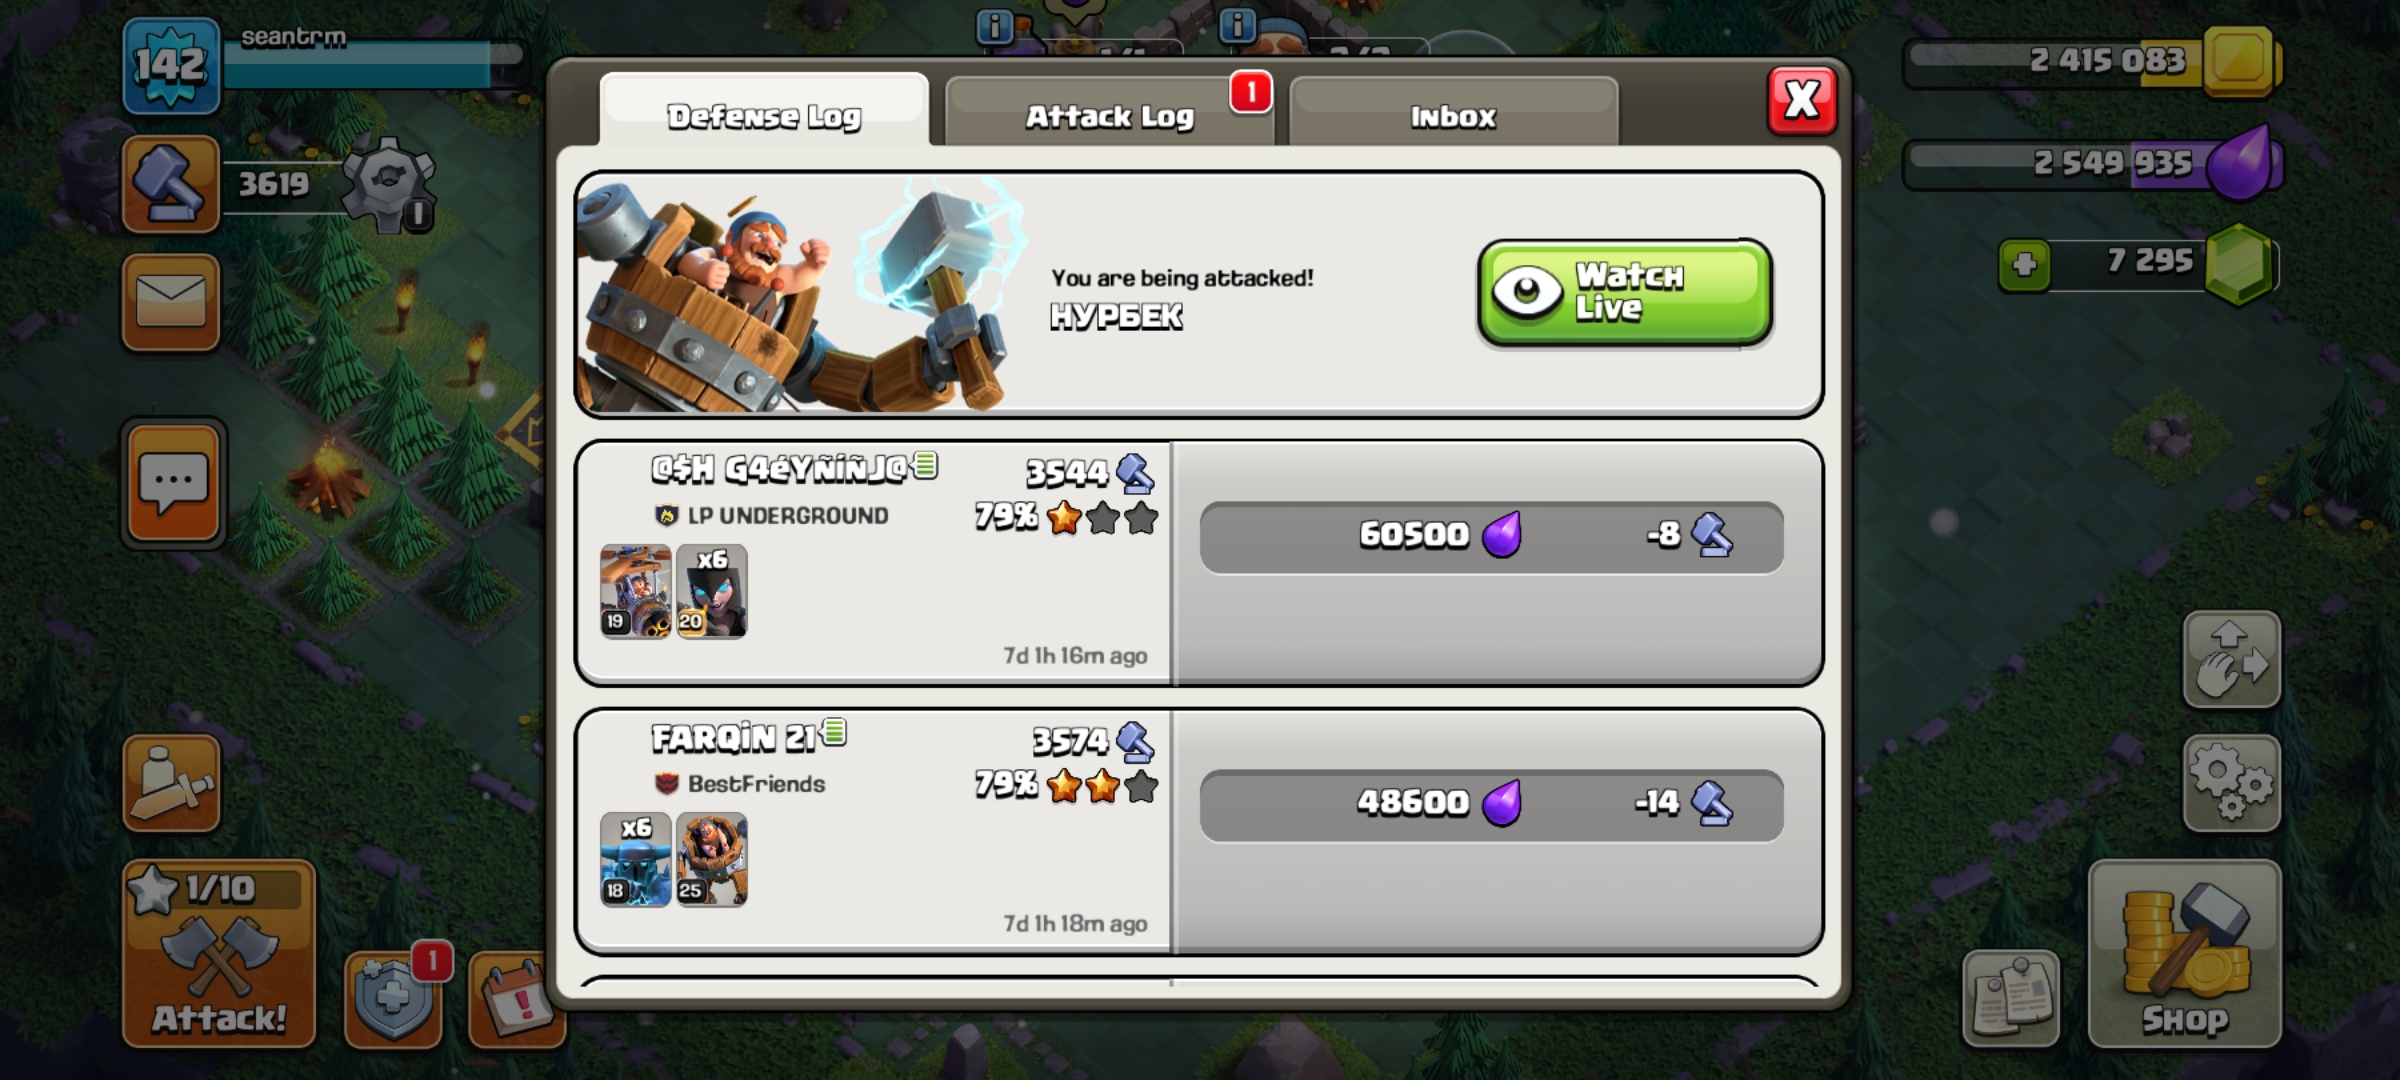 142
seantrm
2 415 083
Defense Log
Attack Log
1
Inbox
X
3619
I
2 549 935
7 295
You are being attacked!
НУРБЕК
Watch
Live
@$H G4éYÑíÑJ@
3544
LP UNDERGROUND
79%
60500
-8
x6
19
20
7d 1h 16m ago
FARQiN 21
3574
BestFriends
79%
48600
-14
x6
18
25
7d 1h 18m ago
1/10
Attack!
1
Shop